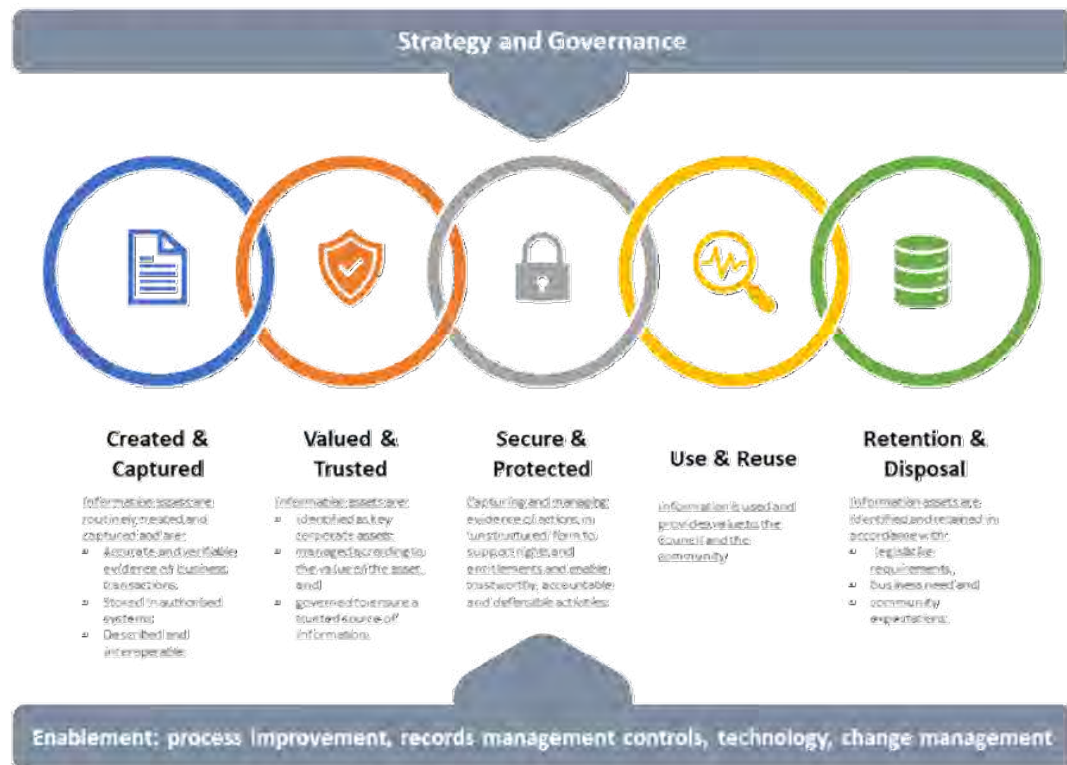 Strategy and Governance
Created &
Captured
Information assets are
routinely created and
captured and are:
Accurate and verifiable
evidence of business
transactions;
Stored in authorised
systems;
Described and
interoperable
Valued &
Trusted
Information assets are:
identified as key
corporate assets
managed according to
the value of the asset
and
governed to ensure a
trusted source of
information.
Secure &
Protected
Capturing and managing
evidence of actions in
'unstructured' form to
support rights and
entitlements and enable
trustworthy, accountable
and defensible activities.
Use & Reuse
Information is used and
provides value to the
Council and the
community
Retention &
Disposal
Information assets are
identified and retained in
accordance with:
legislative
requirements,
business need and
community
expectations.
Enablement: process improvement, records management controls, technology, change management